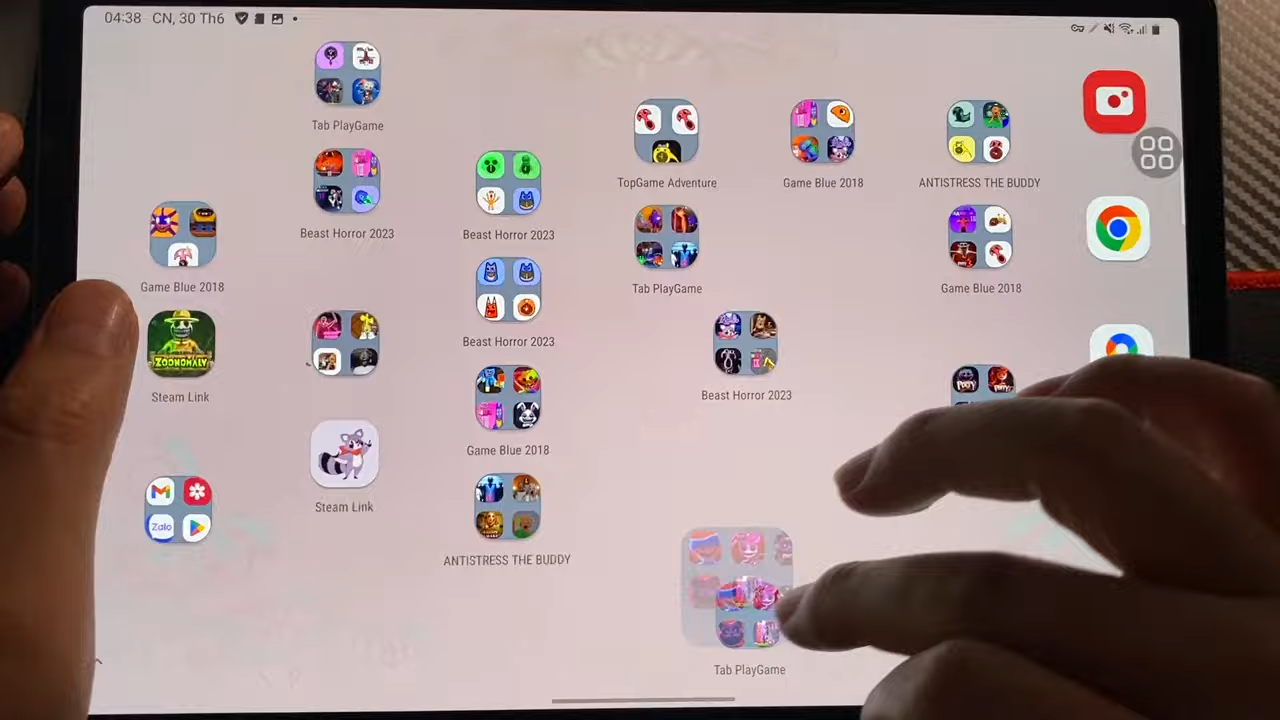 04:38 CN, 30 Th6
Tab PlayGame
Beast Horror 2023
Game Blue 2018
ZOONOMALY
Steam Link
Steam Link
Zalo
Beast Horror 2023
Beast Horror 2023
Game Blue 2018
ANTISTRESS THE BUDDY
TopGame Adventure
Tab PlayGame
Game Blue 2018
Beast Horror 2023
ANTISTRESS THE BUDDY
Game Blue 2018
Tab PlayGame